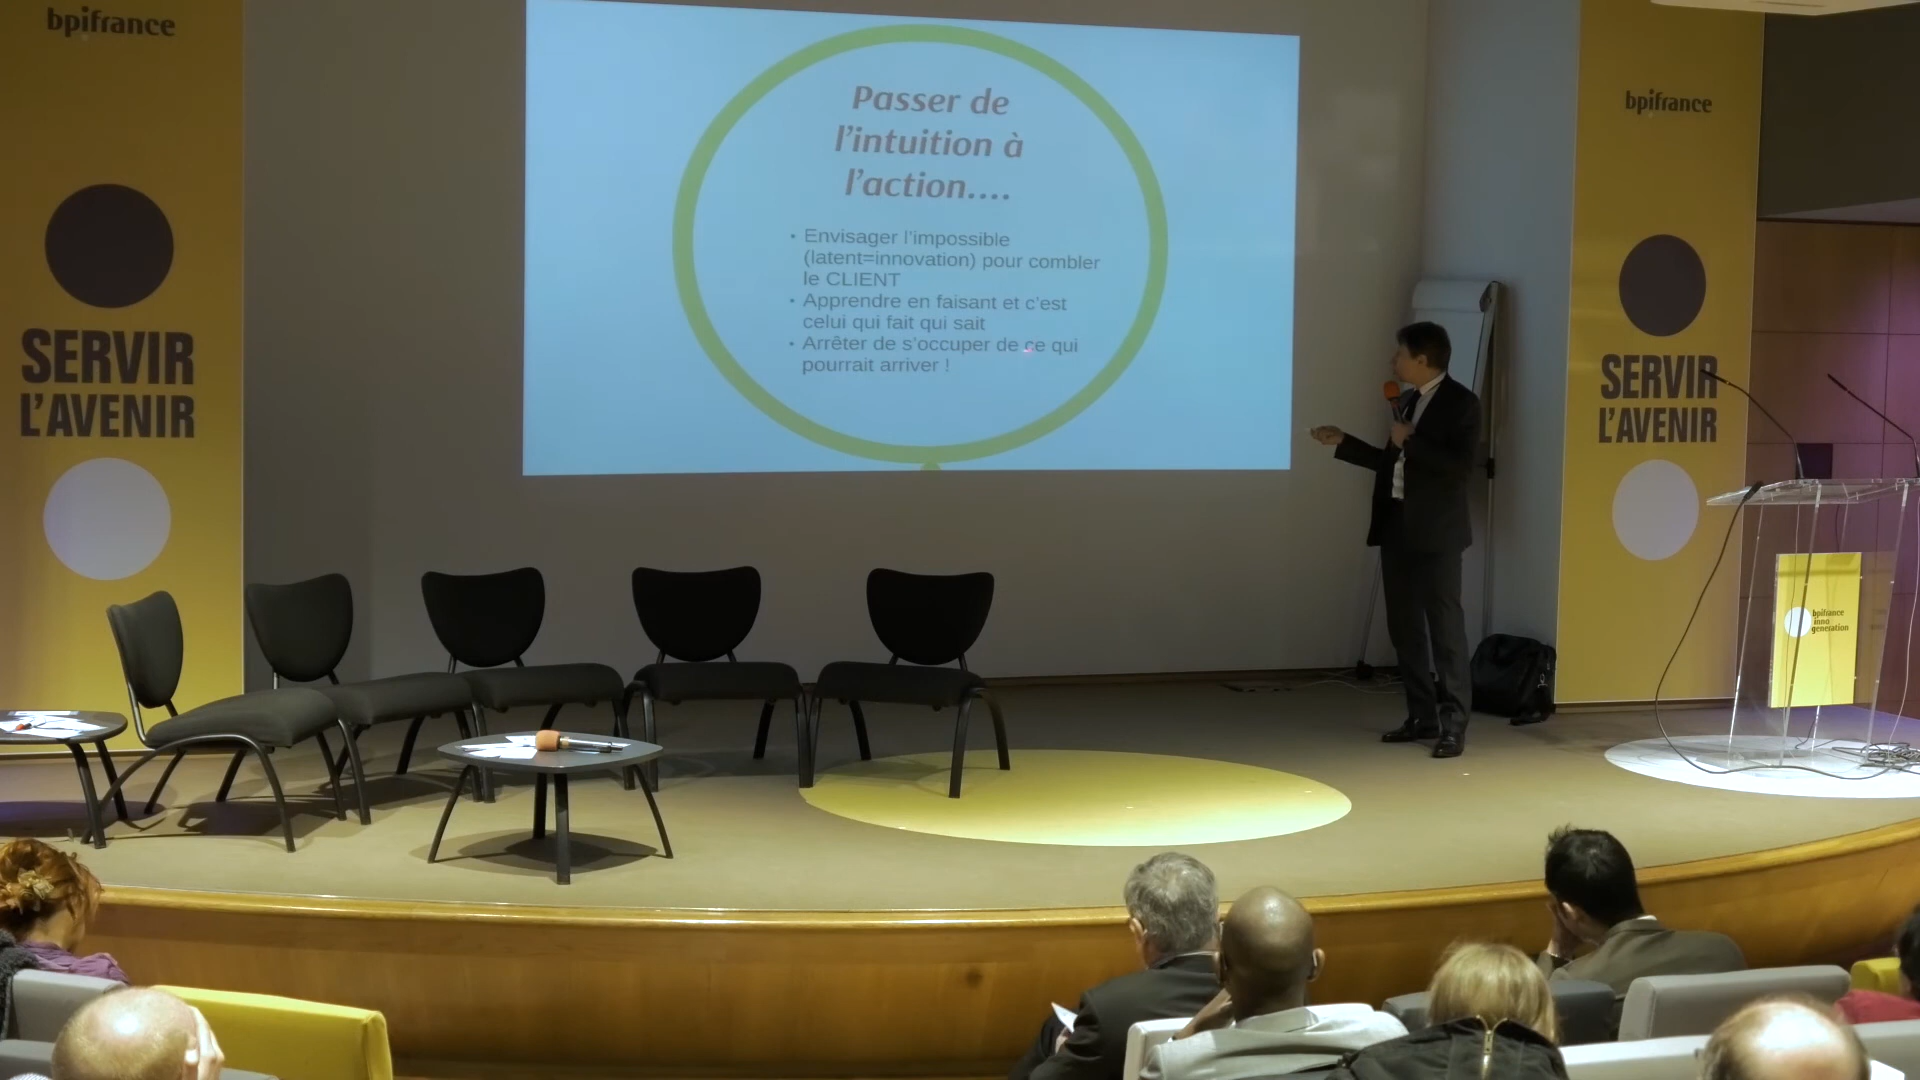 bpifrance
SERVIR
L'AVENIR
Passer de
l'intuition à
l'action....
• Envisager l'impossible
(latent=innovation) pour combler
le CLIENT
• Apprendre en faisant et c'est
celui qui fait qui sait
• Arrêter de s'occuper de ce qui
pourrait arriver !
bpifrance
SERVIR
L'AVENIR
bpifrance
inno
generation